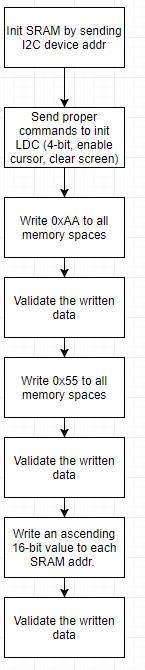 Init SRAM by sending
I2C device addr
Send proper
commands to init
LDC (4-bit, enable
cursor, clear screen)
Write 0xAA to all
memory spaces
Validate the written
data
Write 0x55 to all
memory spaces
Validate the written
data
Write an ascending
16-bit value to each
SRAM addr.
Validate the written
data